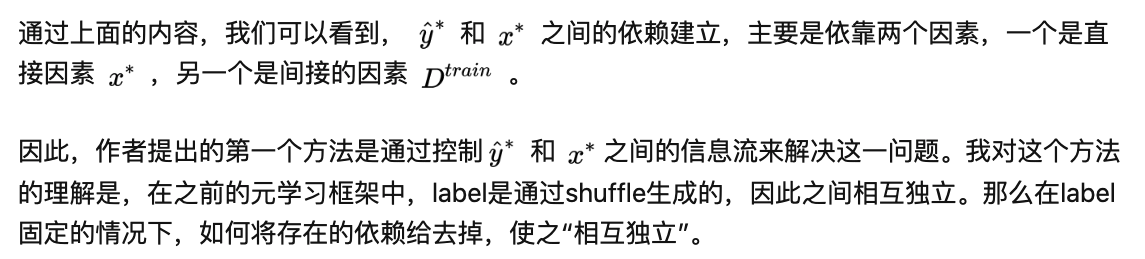 通过上面的内容，我们可以看到， $\hat{y}^*$ 和 $x^*$ 之间的依赖建立，主要是依靠两个因素，一个是直
接因素 $x^*$ ，另一个是间接的因素 $D^{train}$ 。
因此，作者提出的第一个方法是通过控制 $\hat{y}^*$ 和 $x^*$ 之间的信息流来解决这一问题。我对这个方法
的理解是，在之前的元学习框架中，label是通过shuffle生成的，因此之间相互独立。那么在label
固定的情况下，如何将存在的依赖给去掉，使之“相互独立”。